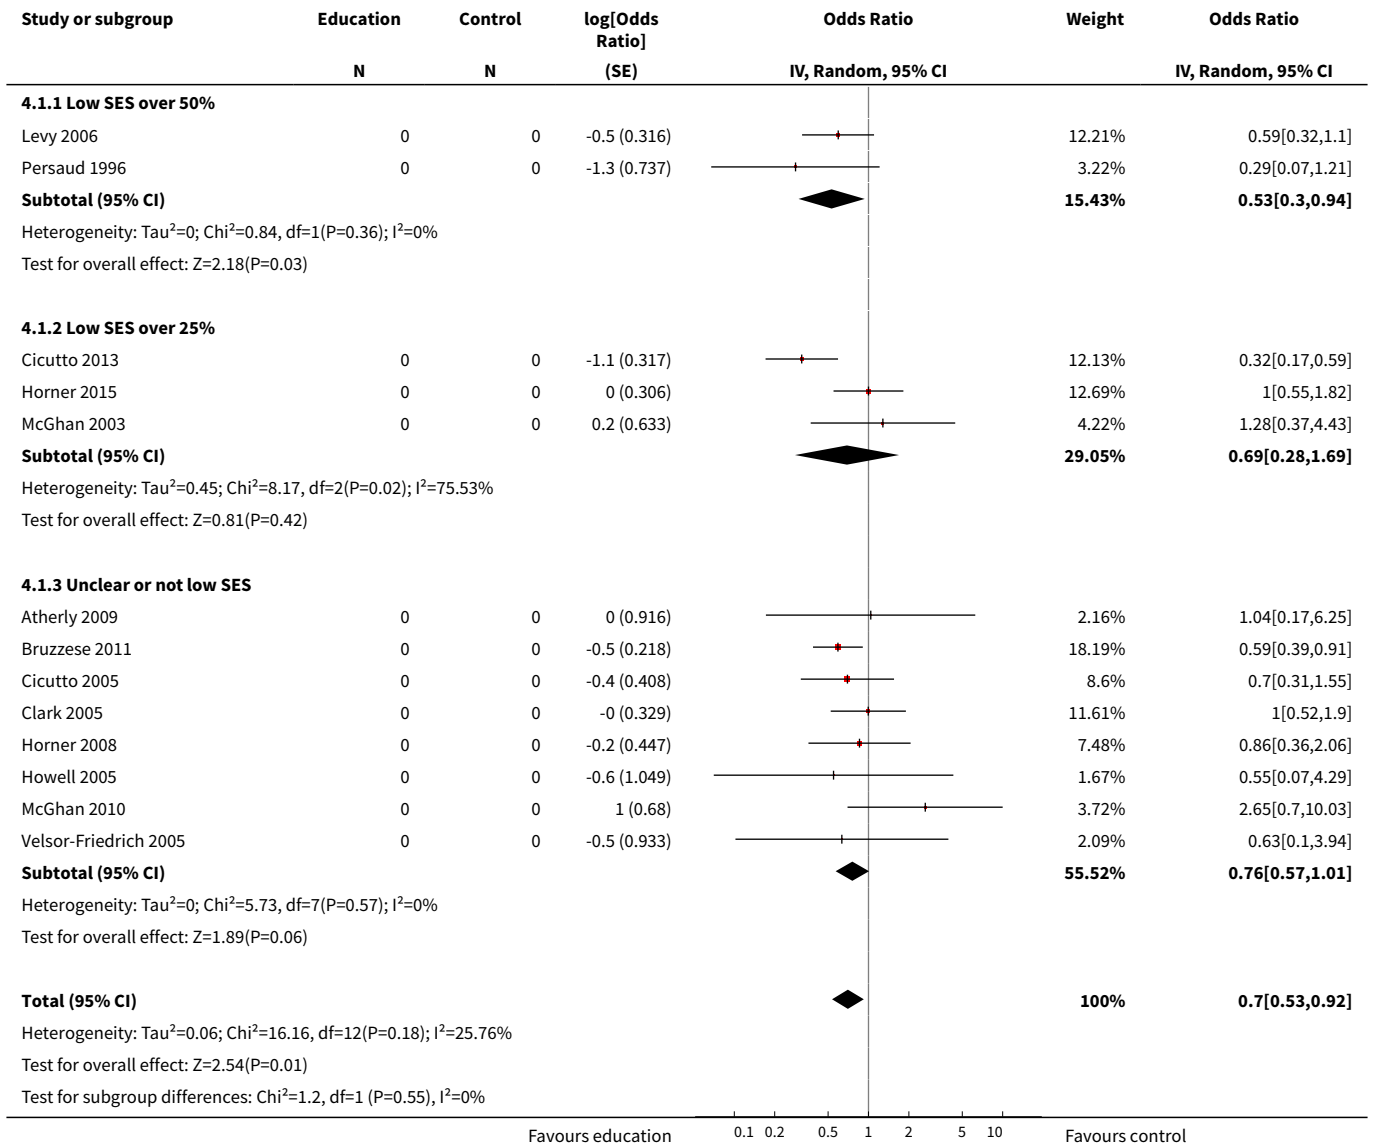 Study or subgroup Education Control log[Odds Ratio] Odds Ratio Weight Odds Ratio
N N (SE) IV, Random, 95% CI IV, Random, 95% CI
4.1.1 Low SES over 50%
Levy 2006 0 0 -0.5 (0.316) 12.21% 0.59[0.32,1.1]
Persaud 1996 0 0 -1.3 (0.737) 3.22% 0.29[0.07,1.21]
Subtotal (95% CI) 15.43% 0.53[0.3,0.94]
Heterogeneity: Tau²=0; Chi²=0.84, df=1(P=0.36); I²=0%
Test for overall effect: Z=2.18(P=0.03)
4.1.2 Low SES over 25%
Cicutto 2013 0 0 -1.1 (0.317) 12.13% 0.32[0.17,0.59]
Horner 2015 0 0 0 (0.306) 12.69% 1[0.55,1.82]
McGhan 2003 0 0 0.2 (0.633) 4.22% 1.28[0.37,4.43]
Subtotal (95% CI) 29.05% 0.69[0.28,1.69]
Heterogeneity: Tau²=0.45; Chi²=8.17, df=2(P=0.02); I²=75.53%
Test for overall effect: Z=0.81(P=0.42)
4.1.3 Unclear or not low SES
Atherly 2009 0 0 0 (0.916) 2.16% 1.04[0.17,6.25]
Bruzzese 2011 0 0 -0.5 (0.218) 18.19% 0.59[0.39,0.91]
Cicutto 2005 0 0 -0.4 (0.408) 8.6% 0.7[0.31,1.55]
Clark 2005 0 0 -0 (0.329) 11.61% 1[0.52,1.9]
Horner 2008 0 0 -0.2 (0.447) 7.48% 0.86[0.36,2.06]
Howell 2005 0 0 -0.6 (1.049) 1.67% 0.55[0.07,4.29]
McGhan 2010 0 0 1 (0.68) 3.72% 2.65[0.7,10.03]
Velsor-Friedrich 2005 0 0 -0.5 (0.933) 2.09% 0.63[0.1,3.94]
Subtotal (95% CI) 55.52% 0.76[0.57,1.01]
Heterogeneity: Tau²=0; Chi²=5.73, df=7(P=0.57); I²=0%
Test for overall effect: Z=1.89(P=0.06)
Total (95% CI) 100% 0.7[0.53,0.92]
Heterogeneity: Tau²=0.06; Chi²=16.16, df=12(P=0.18); I²=25.76%
Test for overall effect: Z=2.54(P=0.01)
Test for subgroup differences: Chi²=1.2, df=1 (P=0.55), I²=0%
Favours education 0.1 0.2 0.5 1 2 5 10 Favours control